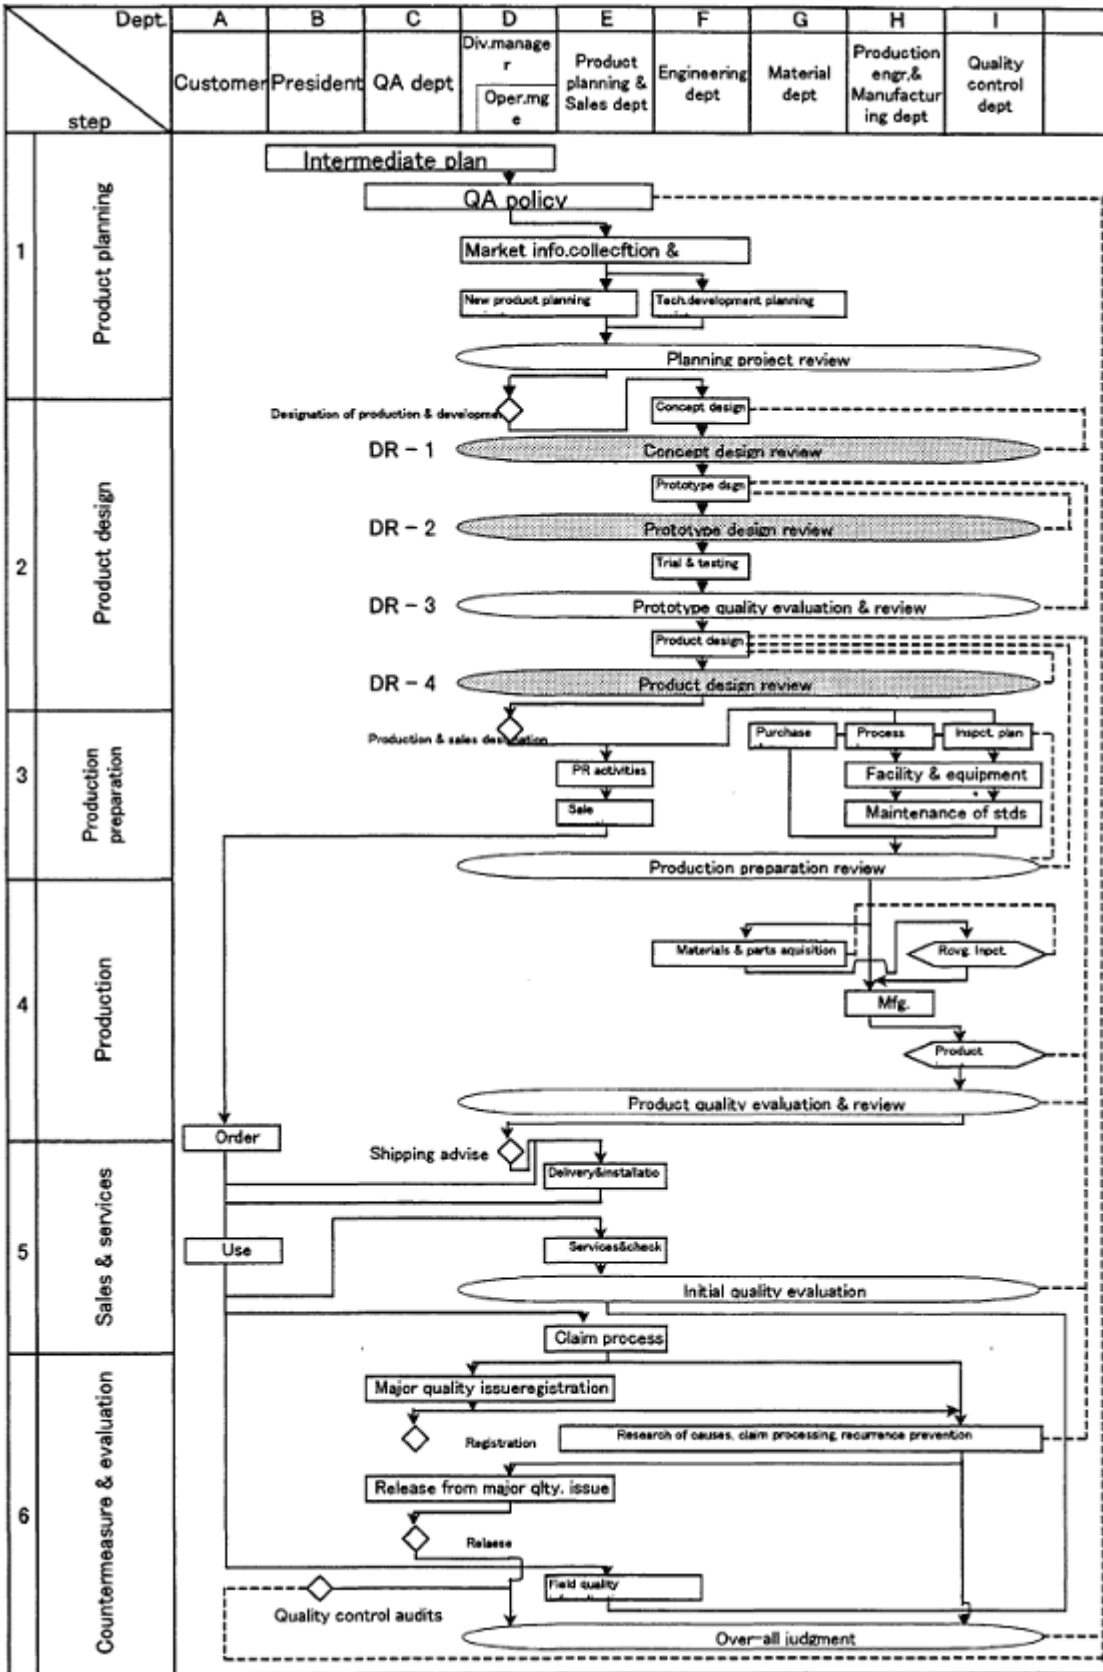 Dept.
A B C D E F G H I
Customer
President
QA dept
Div.manage
r
Oper.mg
e
Product
planning &
Sales dept
Engineering
dept
Material
dept
Production
engr.&
Manufactur
ing dept
Quality
control
dept
step
1
Product planning
Intermediate plan
QA policy
Market info.collecftion &
New product planning
Tech.development planning
Planning project review
2
Product design
Designation of production & developmen
Concept design
DR - 1
Concept design review
Prototype dsgn
DR - 2
Prototype design review
Trial & testing
DR - 3
Prototype quality evaluation & review
Product design
DR - 4
Product design review
3
Production
preparation
Production & sales designation
Purchase
Process
Inspct. plan
PR activities
Facility & equipment
Sale
Maintenance of stds
Production preparation review
4
Production
Materials & parts aquisition
Rcvg. Inpct.
Mfg.
Product
Product quality evaluation & review
Order
5
Sales & services
Shipping advise
Delivery&installatio
Use
Services&check
Initial quality evaluation
Claim process
6
Countermeasure & evaluation
Major quality issueregistration
Registration
Research of causes, claim processing, recurrence prevention
Release from major qlty. issue
Relaese
Field quality
Quality control audits
Over-all judgment